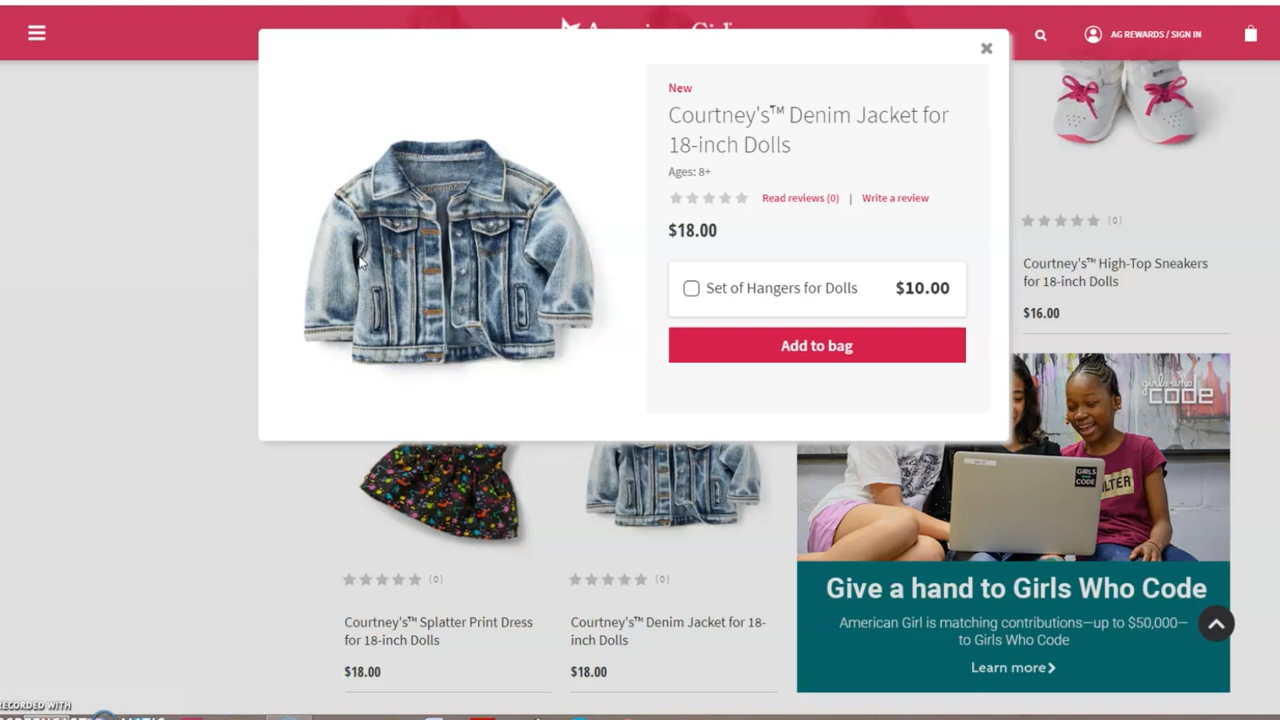 American Girl
AG REWARDS / SIGN IN
New
Courtney's™ Denim Jacket for
18-inch Dolls
Ages: 8+
Read reviews (0) | Write a review
$18.00
Set of Hangers for Dolls $10.00
Add to bag
(0)
Courtney's™ High-Top Sneakers
for 18-inch Dolls
$16.00
girls who
code
GIRLS
WHO
CODE
(0)
Courtney's™ Splatter Print Dress
for 18-inch Dolls
$18.00
(0)
Courtney's™ Denim Jacket for 18-
inch Dolls
$18.00
Give a hand to Girls Who Code
American Girl is matching contributions—up to $50,000—
to Girls Who Code
Learn more
RECORDED WITH